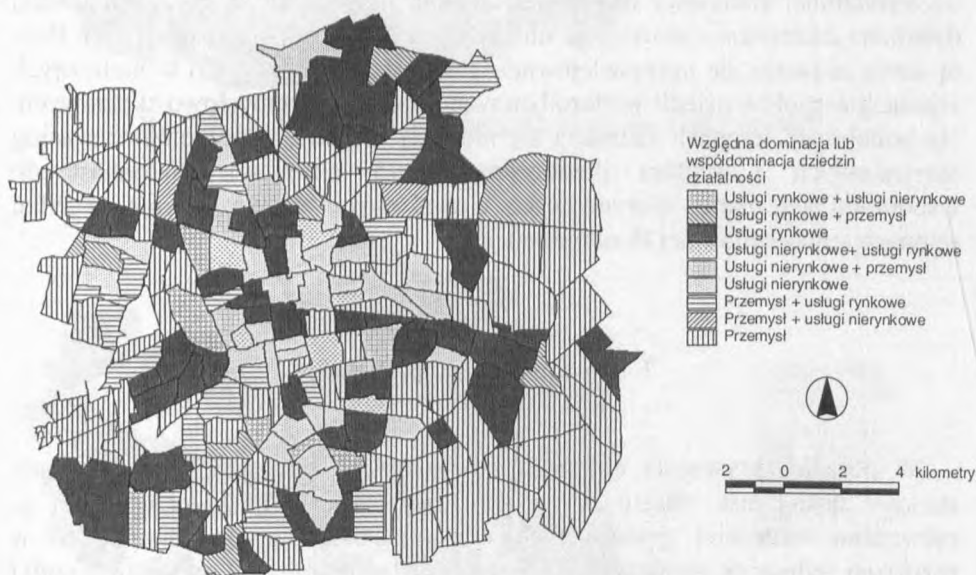 Względna dominacja lub
współdominacja dziedzin
działalności
Usługi rynkowe + usługi nierynkowe
Usługi rynkowe + przemysł
Usługi rynkowe
Usługi nierynkowe+ usługi rynkowe
Usługi nierynkowe + przemysł
Usługi nierynkowe
Przemysł + usługi rynkowe
Przemysł + usługi nierynkowe
Przemysł
2 0 2 4 kilometry